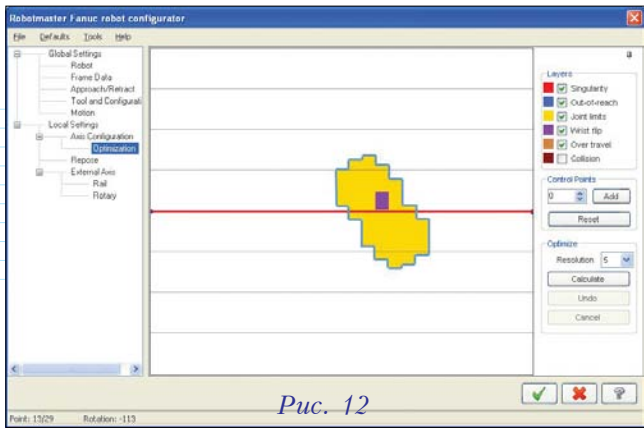 Robotmaster Fanuc robot configurator
File Defaults Tools Help
Global Settings
Robot
Frame Data
Approach/Retract
Tool and Configurati
Motion
Local Settings
Axis Configuration
Optimization
Repose
External Axis
Rail
Rotary
Layers
Singularity
Out-of-reach
Joint limits
Wrist flip
Over travel
Collision
Control Points
0 Add
Reset
Optimize
Resolution 5
Calculate
Undo
Cancel
Рис. 12
Point: 13/29 Rotation: -113